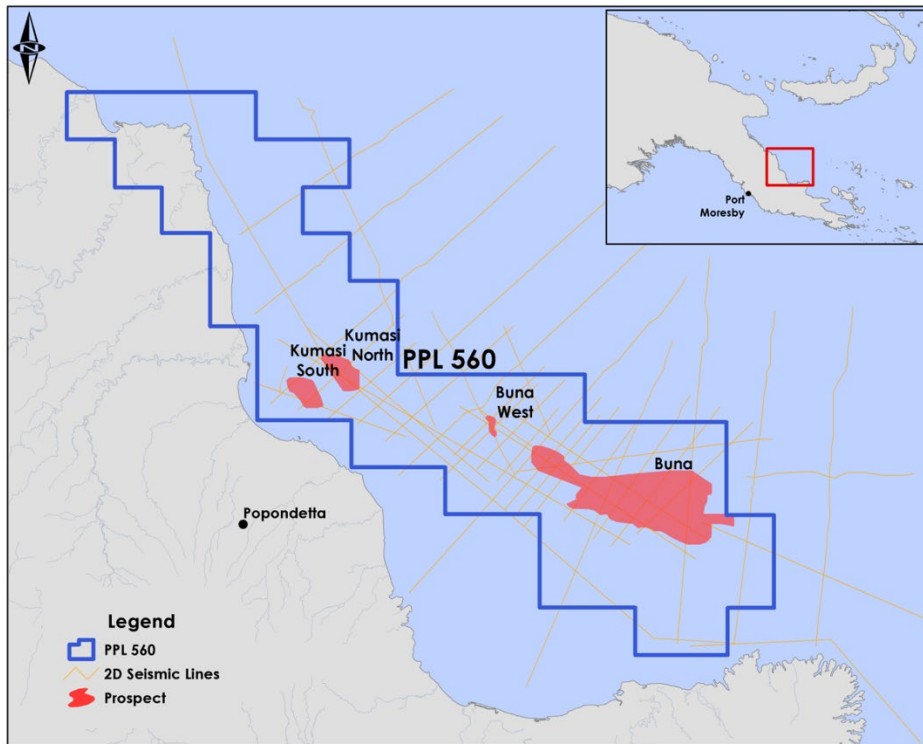 N
Port
Moresby
Kumasi
North
Kumasi
South
PPL 560
Buna
West
Buna
Popondetta
Legend
PPL 560
2D Seismic Lines
Prospect